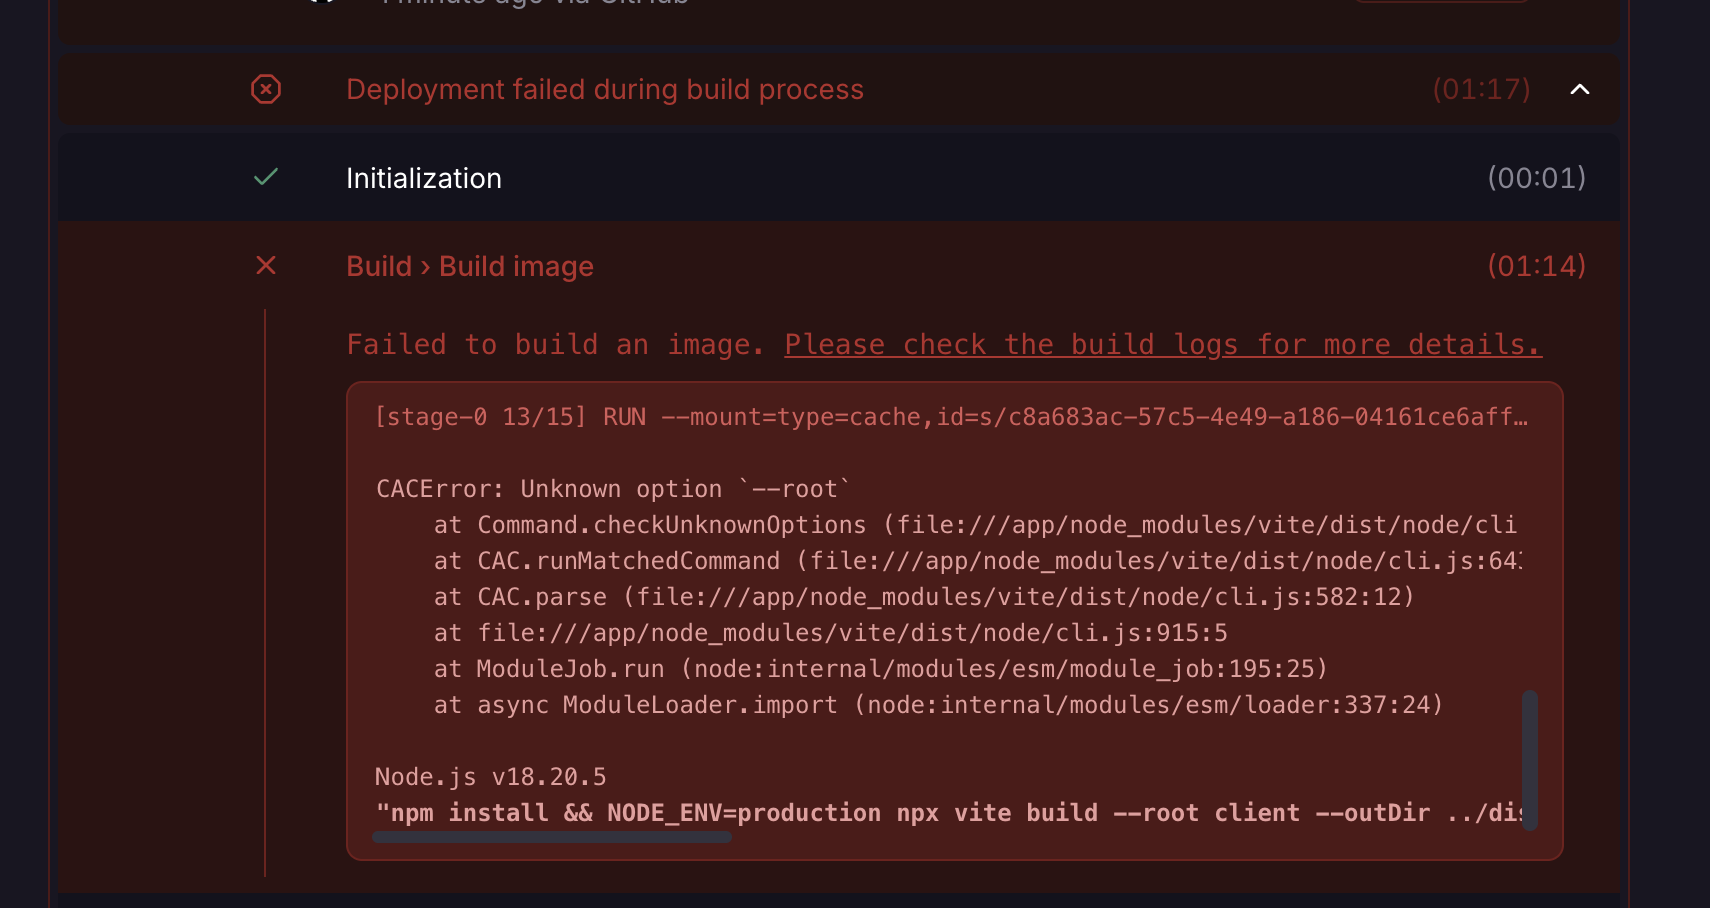 1 minute ago via GitHub
Deployment failed during build process (01:17)
Initialization (00:01)
Build › Build image (01:14)
Failed to build an image. Please check the build logs for more details.
[stage-0 13/15] RUN --mount=type=cache,id=s/c8a683ac-57c5-4e49-a186-04161ce6aff…
CACError: Unknown option `--root`
at Command.checkUnknownOptions (file:///app/node_modules/vite/dist/node/cli
at CAC.runMatchedCommand (file:///app/node_modules/vite/dist/node/cli.js:64
at CAC.parse (file:///app/node_modules/vite/dist/node/cli.js:582:12)
at file:///app/node_modules/vite/dist/node/cli.js:915:5
at ModuleJob.run (node:internal/modules/esm/module_job:195:25)
at async ModuleLoader.import (node:internal/modules/esm/loader:337:24)
Node.js v18.20.5
"npm install && NODE_ENV=production npx vite build --root client --outDir ../dis